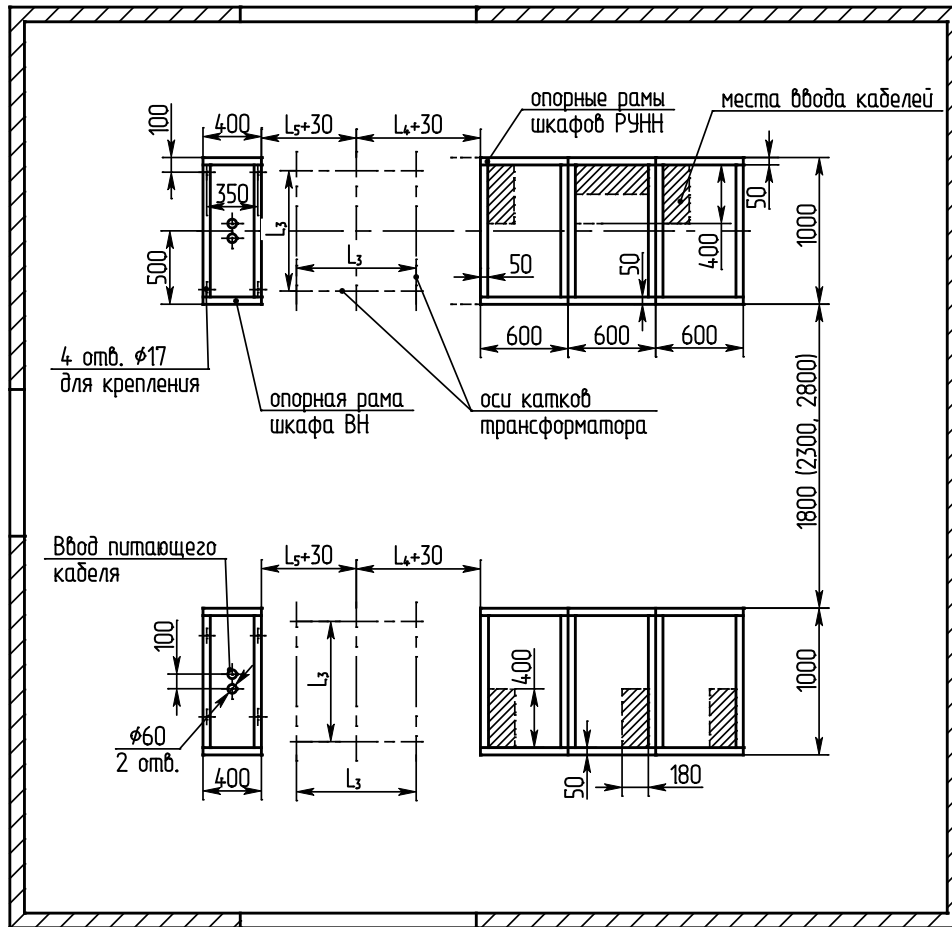 опорные рамы
шкафов РУНН
места ввода кабелей
100
400
L₅+30
L₄+30
350
L₃
L₃
500
50
50
50
400
1000
600
600
600
4 отв. ϕ17
для крепления
опорная рама
шкафа ВН
оси катков
трансформатора
1800 (2300, 2800)
Ввод питающего
кабеля
L₅+30
L₄+30
100
L₃
400
1000
ϕ60
2 отв.
400
L₃
50
180